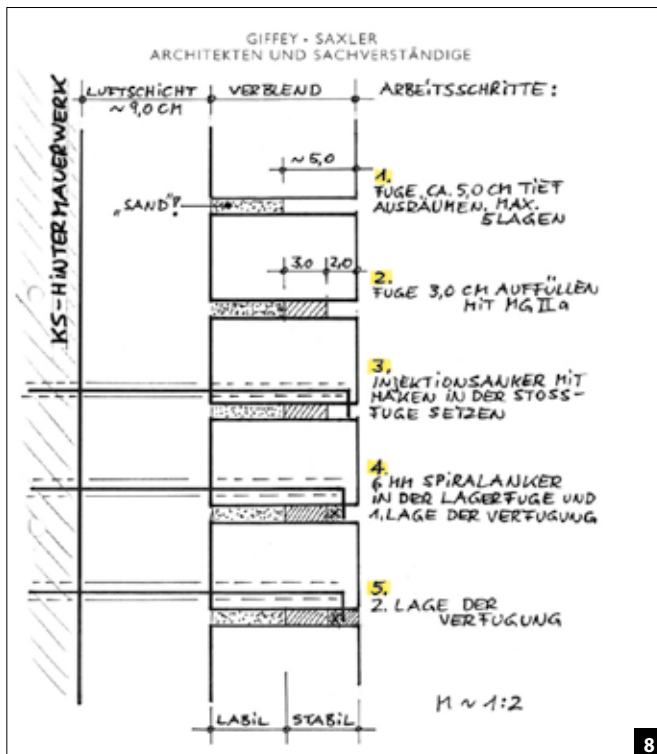 GIFFEY • SAXLER
ARCHITEKTEN UND SACHVERSTÄNDIGE
LUFTSCHICHT
~ 9,0 CM
VERBLEND
ARBEITSSCHRITTE:
KS-HINTERMAUERWERK
~ 5,0
„SAND"!
1.
FUGE CA. 5,0 CM TIEF
AUSRÄUMEN. MAX.
5 LAGEN
3.0
2,0
2.
FUGE 3,0 CM AUFFÜLLEN
MIT MG II a
3.
INJEKTIONSANKER MIT
HAKEN IN DER STOSS-
FUGE SETZEN
4
6 MM SPIRALANKER
IN DER LAGERFUGE UND
1. LAGE DER VERFUGUNG
5.
2. LAGE DER
VERFUGUNG
LABIL
STABIL
M ~ 1:2
8